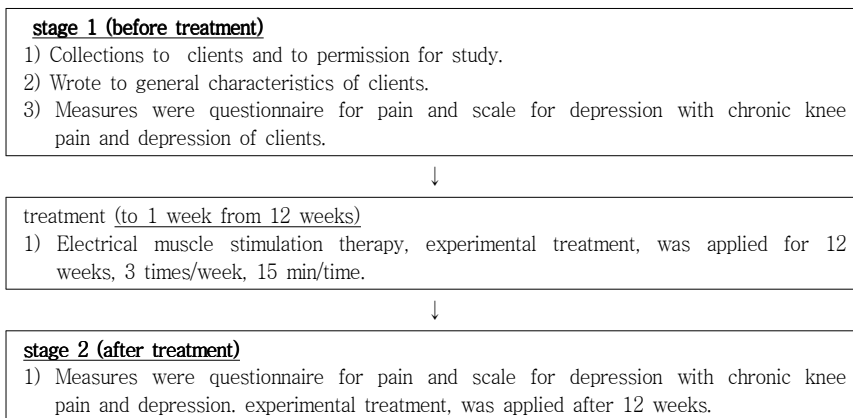 stage 1 (before treatment)
1) Collections to clients and to permission for study.
2) Wrote to general characteristics of clients.
3) Measures were questionnaire for pain and scale for depression with chronic knee
pain and depression of clients.
↓
treatment (to 1 week from 12 weeks)
1) Electrical muscle stimulation therapy, experimental treatment, was applied for 12
weeks, 3 times/week, 15 min/time.
↓
stage 2 (after treatment)
1) Measures were questionnaire for pain and scale for depression with chronic knee
pain and depression. experimental treatment, was applied after 12 weeks.